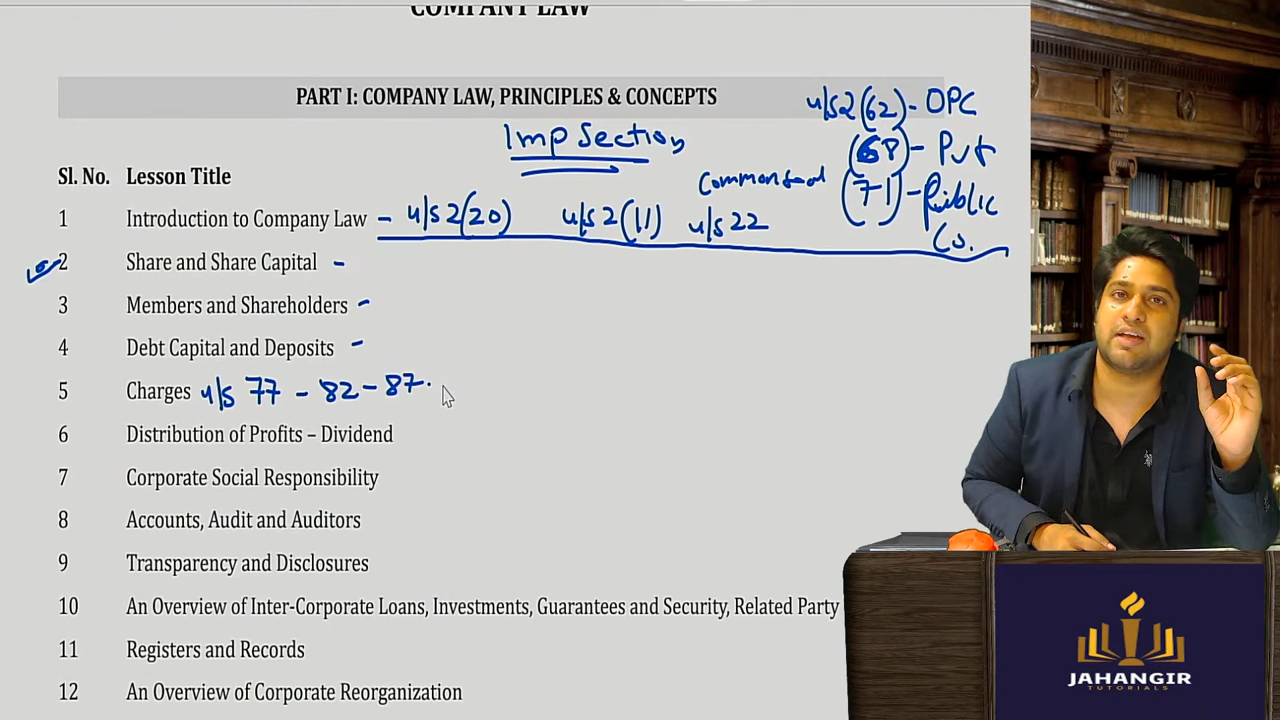 COMPANY LAW
PART I: COMPANY LAW, PRINCIPLES & CONCEPTS
u/s 2(62) - OPC
Imp Section
(68) - Pvt
Sl. No. Lesson Title
Common seal
(71) - Public
Co.
1 Introduction to Company Law - u/s 2(20) u/s 2(11) u/s 22
2 Share and Share Capital -
3 Members and Shareholders -
4 Debt Capital and Deposits -
5 Charges u/s 77 - 82 - 87.
6 Distribution of Profits – Dividend
7 Corporate Social Responsibility
8 Accounts, Audit and Auditors
9 Transparency and Disclosures
10 An Overview of Inter-Corporate Loans, Investments, Guarantees and Security, Related Party
11 Registers and Records
12 An Overview of Corporate Reorganization
JAHANGIR
TUTORIALS